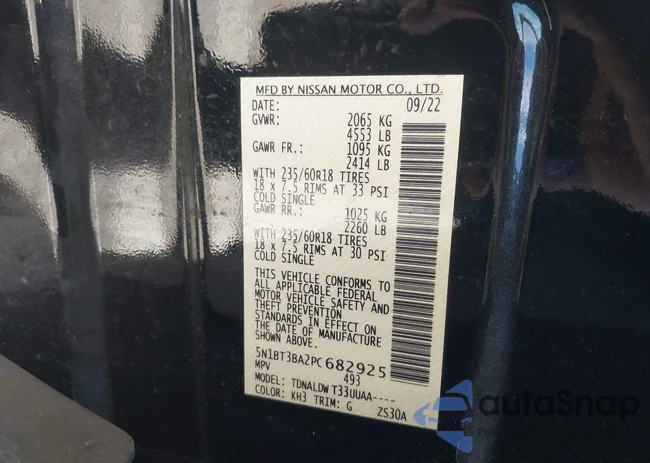 MFD BY NISSAN MOTOR CO., LTD.
DATE: 09/22
GVWR: 2065 KG
4553 LB
GAWR FR.: 1095 KG
2414 LB
WITH 235/60R18 TIRES
18 x 7.5 RIMS AT 33 PSI
COLD SINGLE
GAWR RR.: 1025 KG
2260 LB
WITH 235/60R18 TIRES
18 x 7.5 RIMS AT 30 PSI
COLD SINGLE
THIS VEHICLE CONFORMS TO
ALL APPLICABLE FEDERAL
MOTOR VEHICLE SAFETY AND
THEFT PREVENTION
STANDARDS IN EFFECT ON
THE DATE OF MANUFACTURE
SHOWN ABOVE.
5N1BT3BA2PC682925
MPV 493
MODEL: TDNALDWT33UUAA----
COLOR: KH3 TRIM: G ZS30A
autoSnap